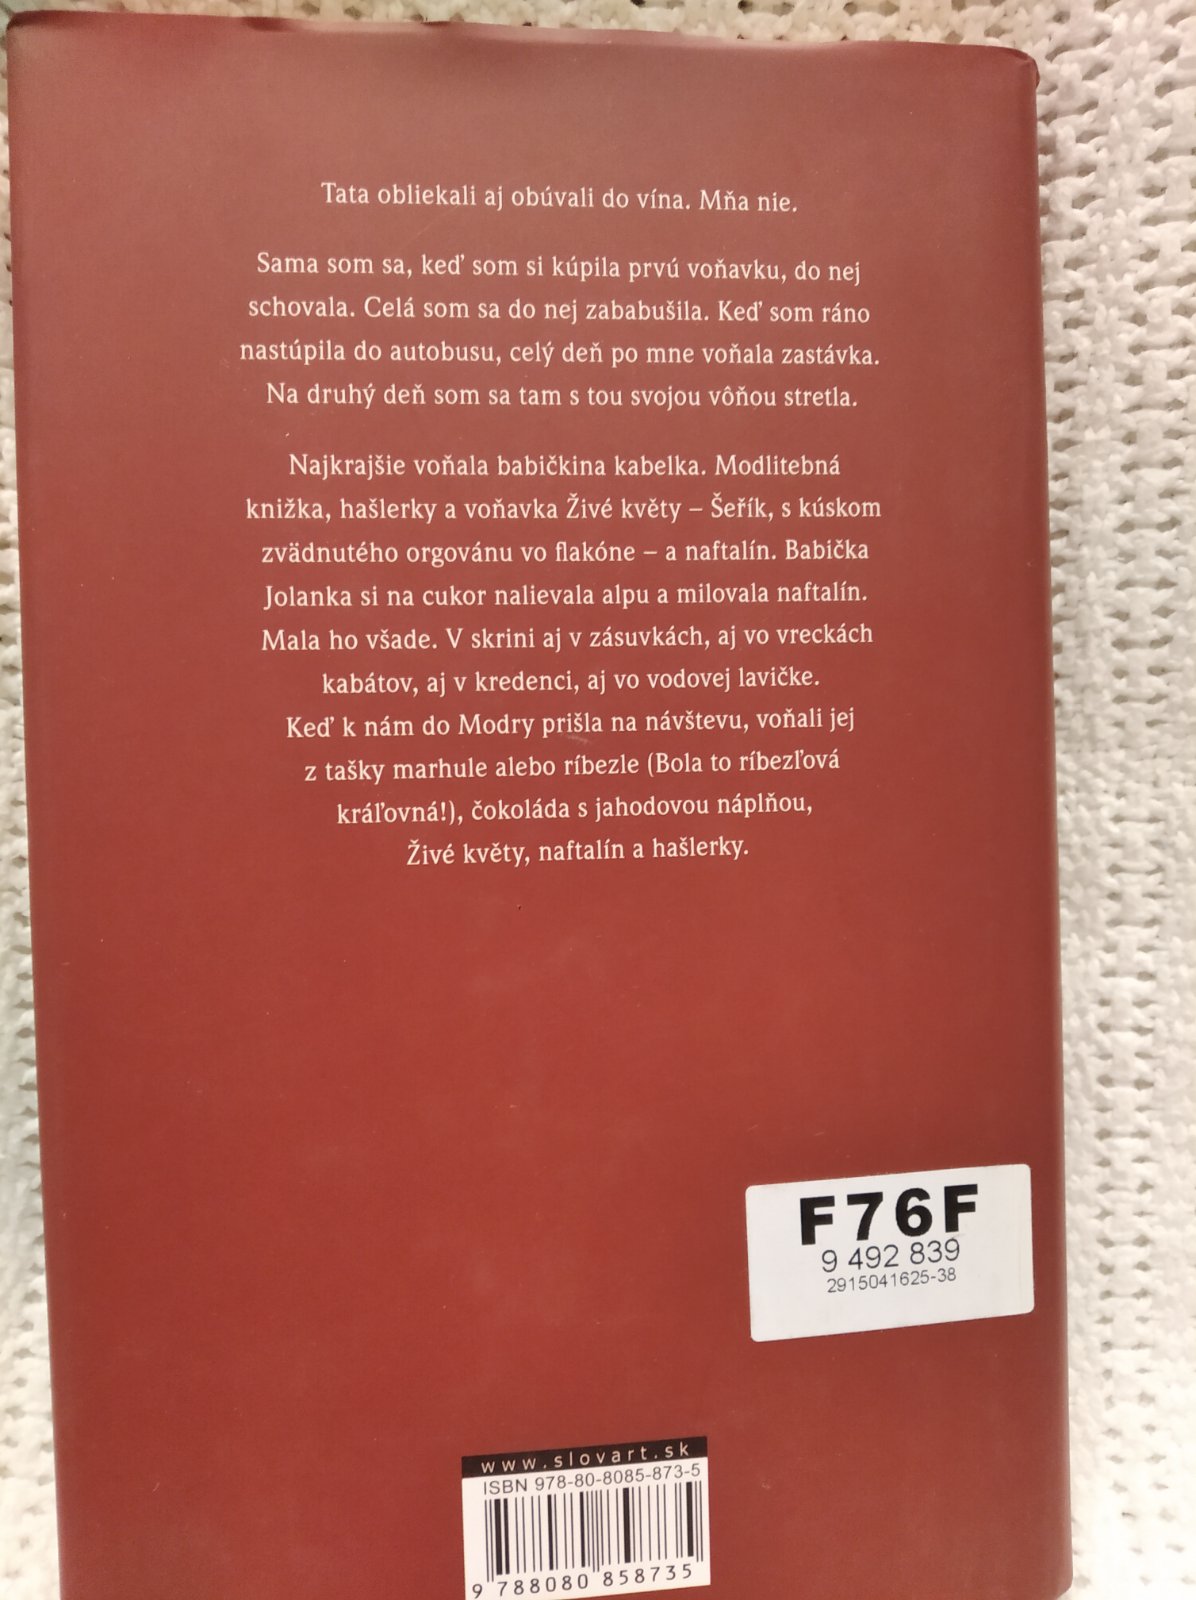 Tata obliekali aj obúvali do vína. Mňa nie.
Sama som sa, keď som si kúpila prvú voňavku, do nej
schovala. Celá som sa do nej zababušila. Keď som ráno
nastúpila do autobusu, celý deň po mne voňala zastávka.
Na druhý deň som sa tam s tou svojou vôňou stretla.
Najkrajšie voňala babičkina kabelka. Modlitebná
knižka, hašlerky a voňavka Živé květy – Šeřík, s kúskom
zvädnutého orgovánu vo flakóne – a naftalín. Babička
Jolanka si na cukor nalievala alpu a milovala naftalín.
Mala ho všade. V skrini aj v zásuvkách, aj vo vreckách
kabátov, aj v kredenci, aj vo vodovej lavičke.
Keď k nám do Modry prišla na návštevu, voňali jej
z tašky marhule alebo ríbezle (Bola to ríbezľová
kráľovná!), čokoláda s jahodovou náplňou,
Živé květy, naftalín a hašlerky.
F76F
9 492 839
2915041625-38
www.slovart.sk
ISBN 978-80-8085-873-5
9 788080 858735